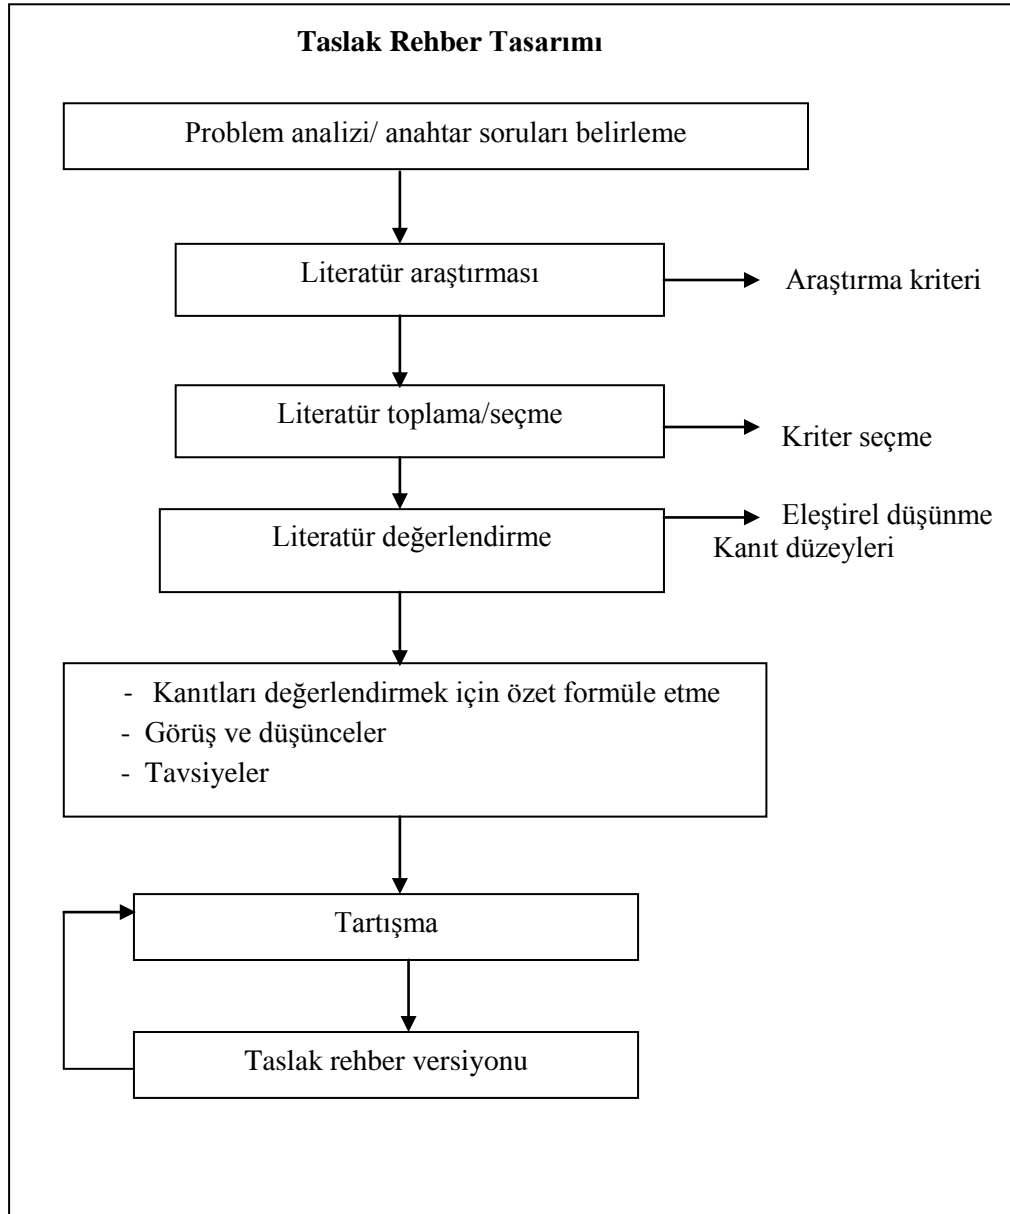 Taslak Rehber Tasarımı
Problem analizi/ anahtar soruları belirleme
Literatür araştırması
Araştırma kriteri
Literatür toplama/seçme
Kriter seçme
Literatür değerlendirme
Eleştirel düşünme
Kanıt düzeyleri
- Kanıtları değerlendirmek için özet formüle etme
- Görüş ve düşünceler
- Tavsiyeler
Tartışma
Taslak rehber versiyonu